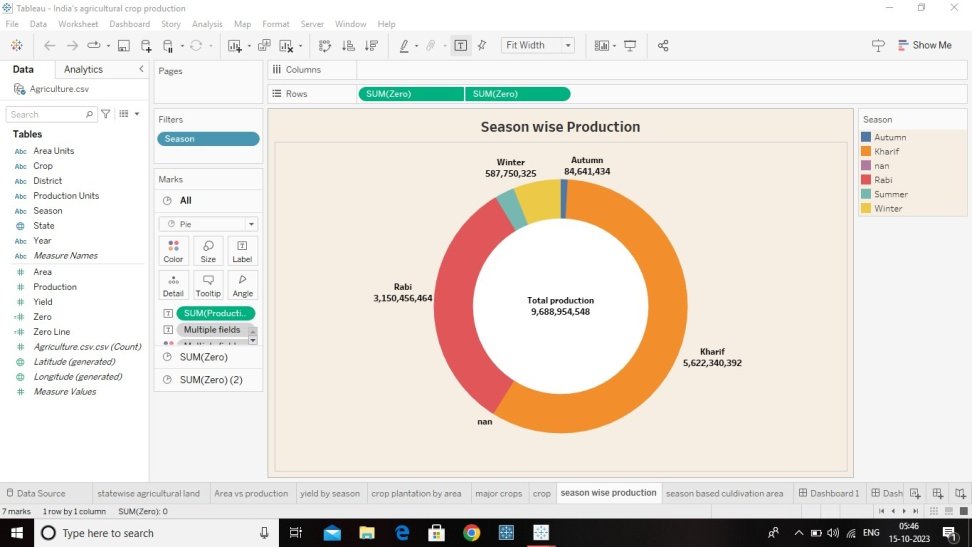 Tableau - India's agricultural crop production
File Data Worksheet Dashboard Story Analysis Map Format Server Window Help
Fit Width
Show Me
Data Analytics
Agriculture.csv
Search
Tables
Abc Area Units
Abc Crop
Abc District
Abc Production Units
Abc Season
State
Abc Year
Abc Measure Names
# Area
# Production
# Yield
=# Zero
=# Zero Line
# Agriculture.csv.csv (Count)
Latitude (generated)
Longitude (generated)
# Measure Values
Pages
Filters
Season
Marks
All
Pie
Color Size Label
Detail Tooltip Angle
SUM(Producti..
Multiple fields
SUM(Zero)
SUM(Zero) (2)
Columns
Rows SUM(Zero) SUM(Zero)
Season wise Production
Winter
587,750,325
Autumn
84,641,434
Rabi
3,150,456,464
Total production
9,688,954,548
Kharif
5,622,340,392
nan
Season
Autumn
Kharif
nan
Rabi
Summer
Winter
Data Source statewise agricultural land Area vs production yield by season crop plantation by area major crops crop season wise production season based culdivation area Dashboard 1 Dash
7 marks 1 row by 1 column SUM(Zero): 0
Type here to search
ENG
05:46
15-10-2023
1